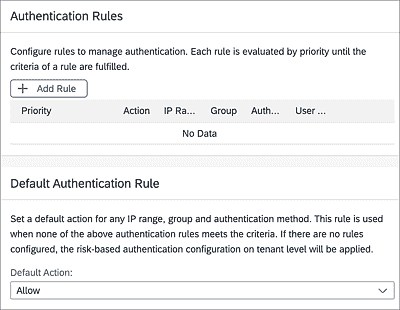 Authentication Rules
Configure rules to manage authentication. Each rule is evaluated by priority until the
criteria of a rule are fulfilled.
+ Add Rule
Priority Action IP Ra... Group Auth... User ...
No Data
Default Authentication Rule
Set a default action for any IP range, group and authentication method. This rule is used
when none of the above authentication rules meets the criteria. If there are no rules
configured, the risk-based authentication configuration on tenant level will be applied.
Default Action:
Allow